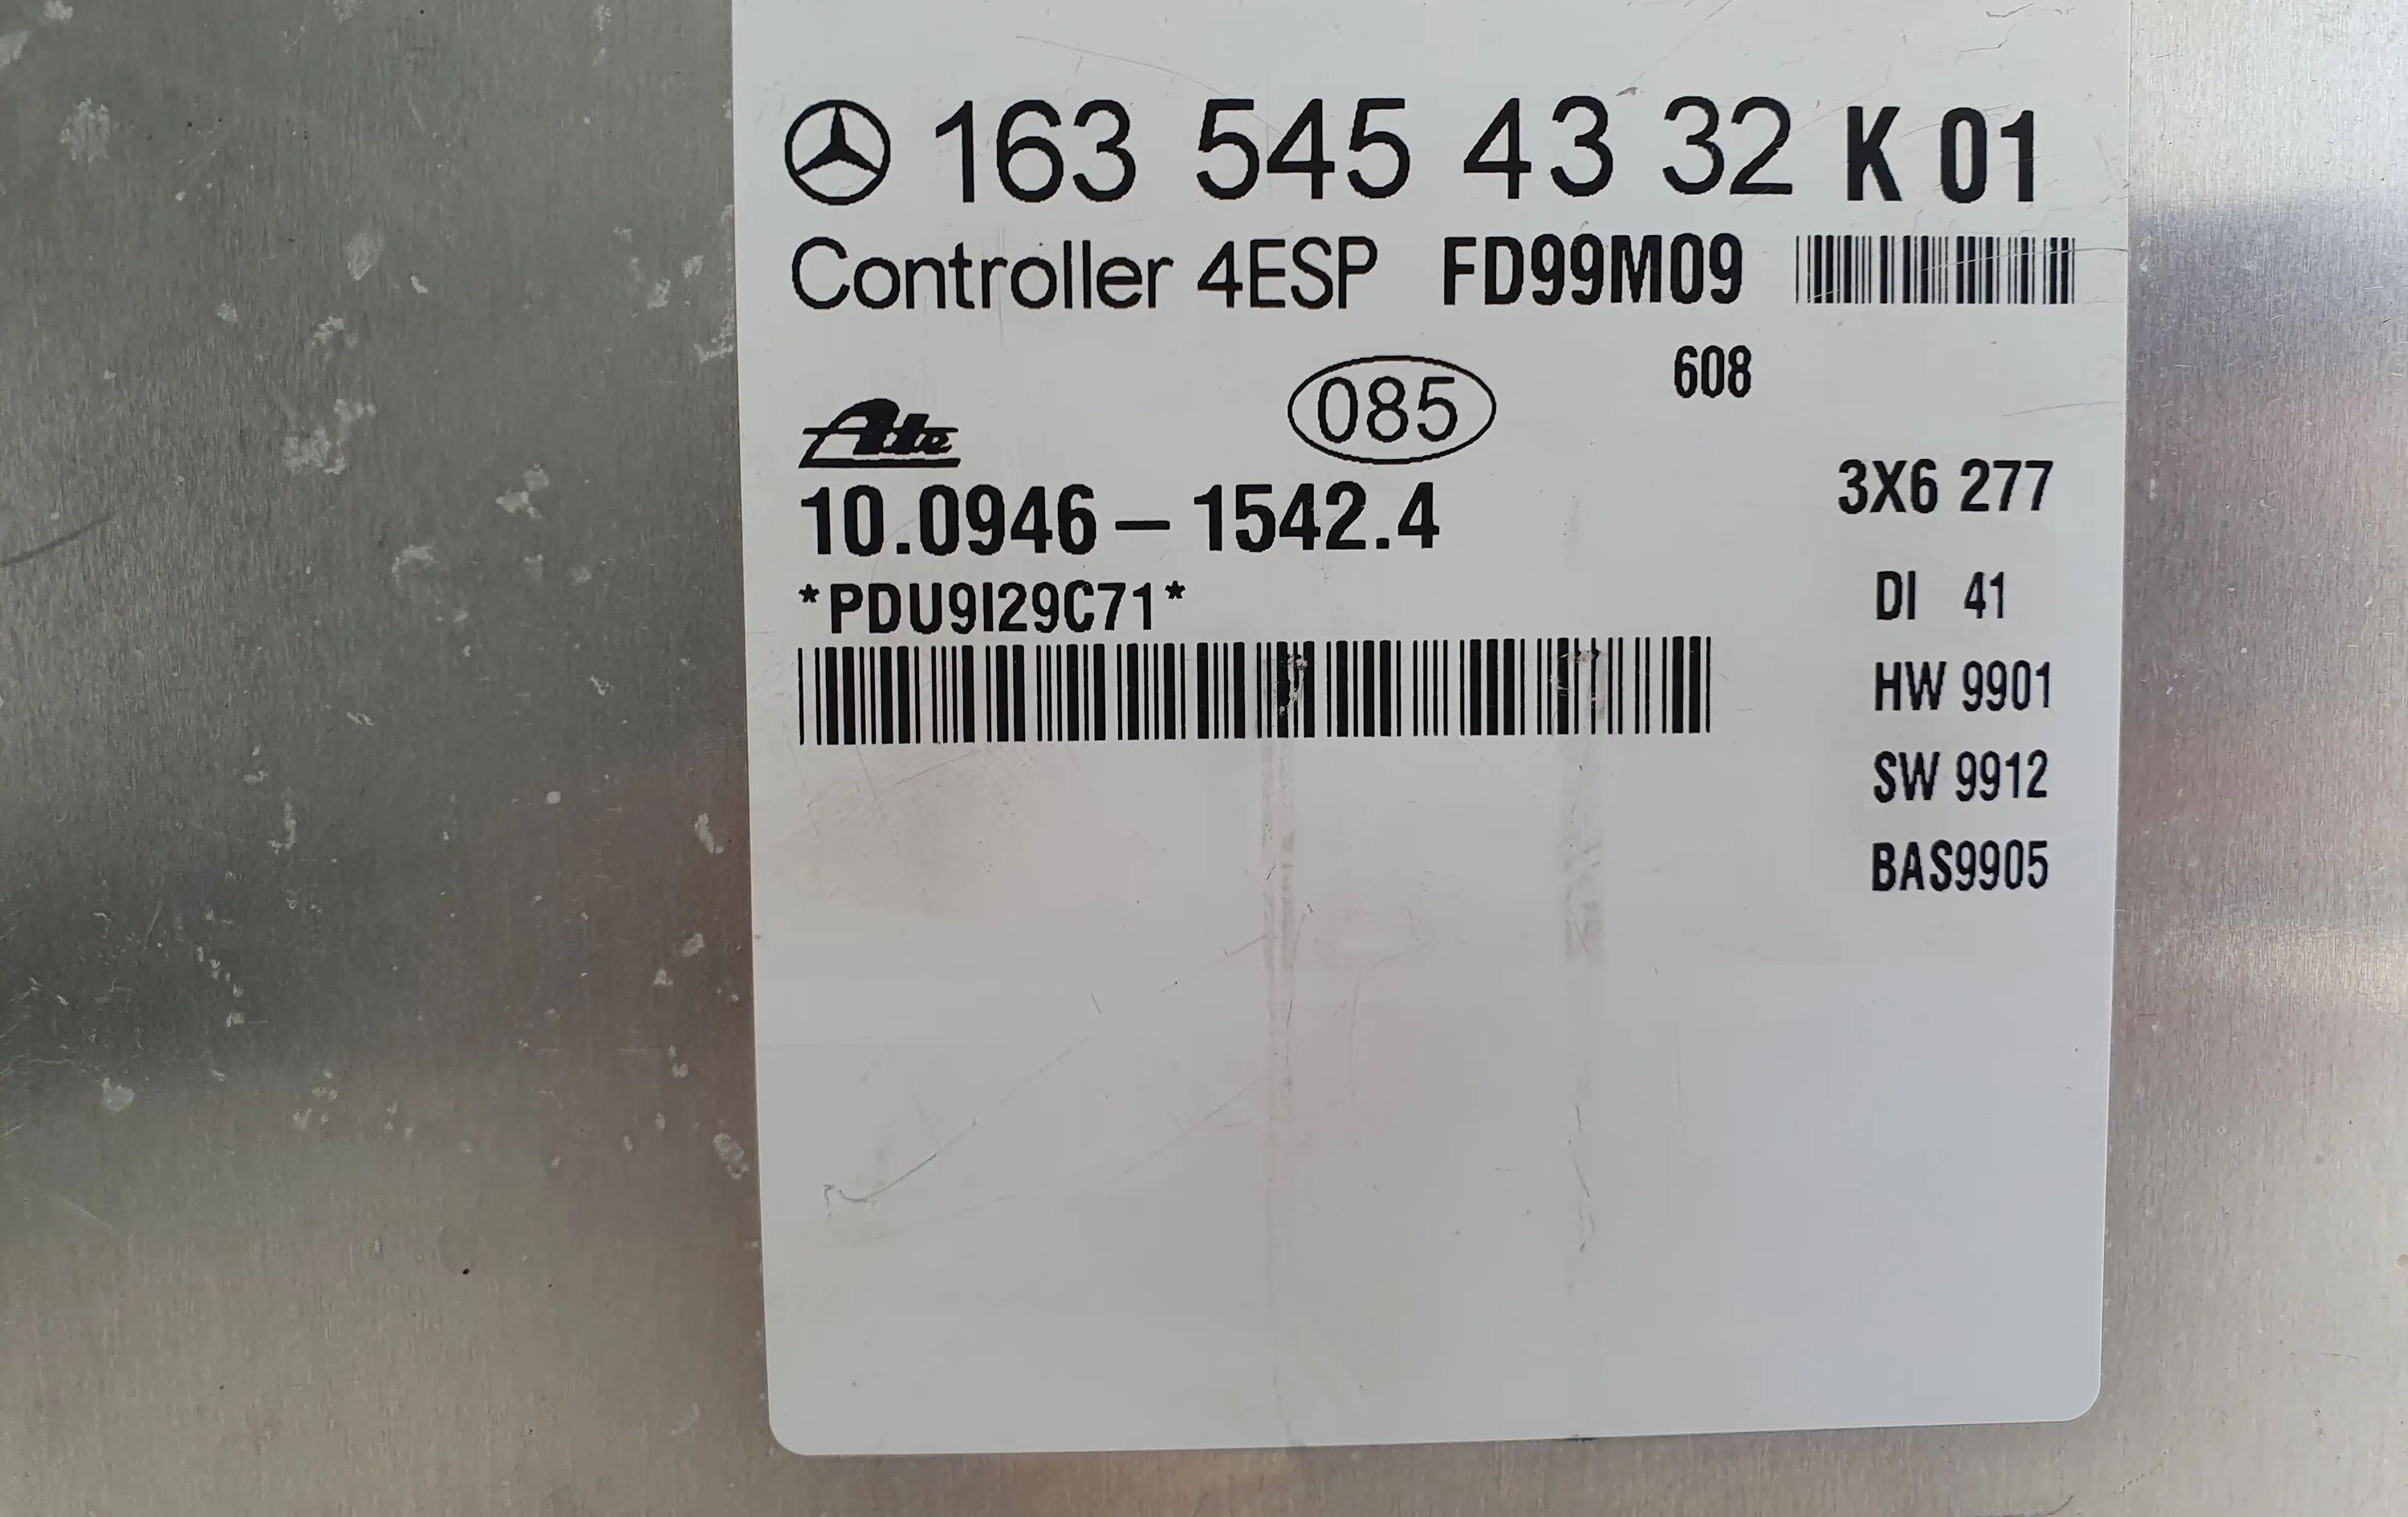 163 545 43 32 K 01
Controller 4ESP FD99M09
608
Ate
085
10.0946-1542.4
3X6 277
*PDU9I29C71*
DI 41
HW 9901
SW 9912
BAS9905